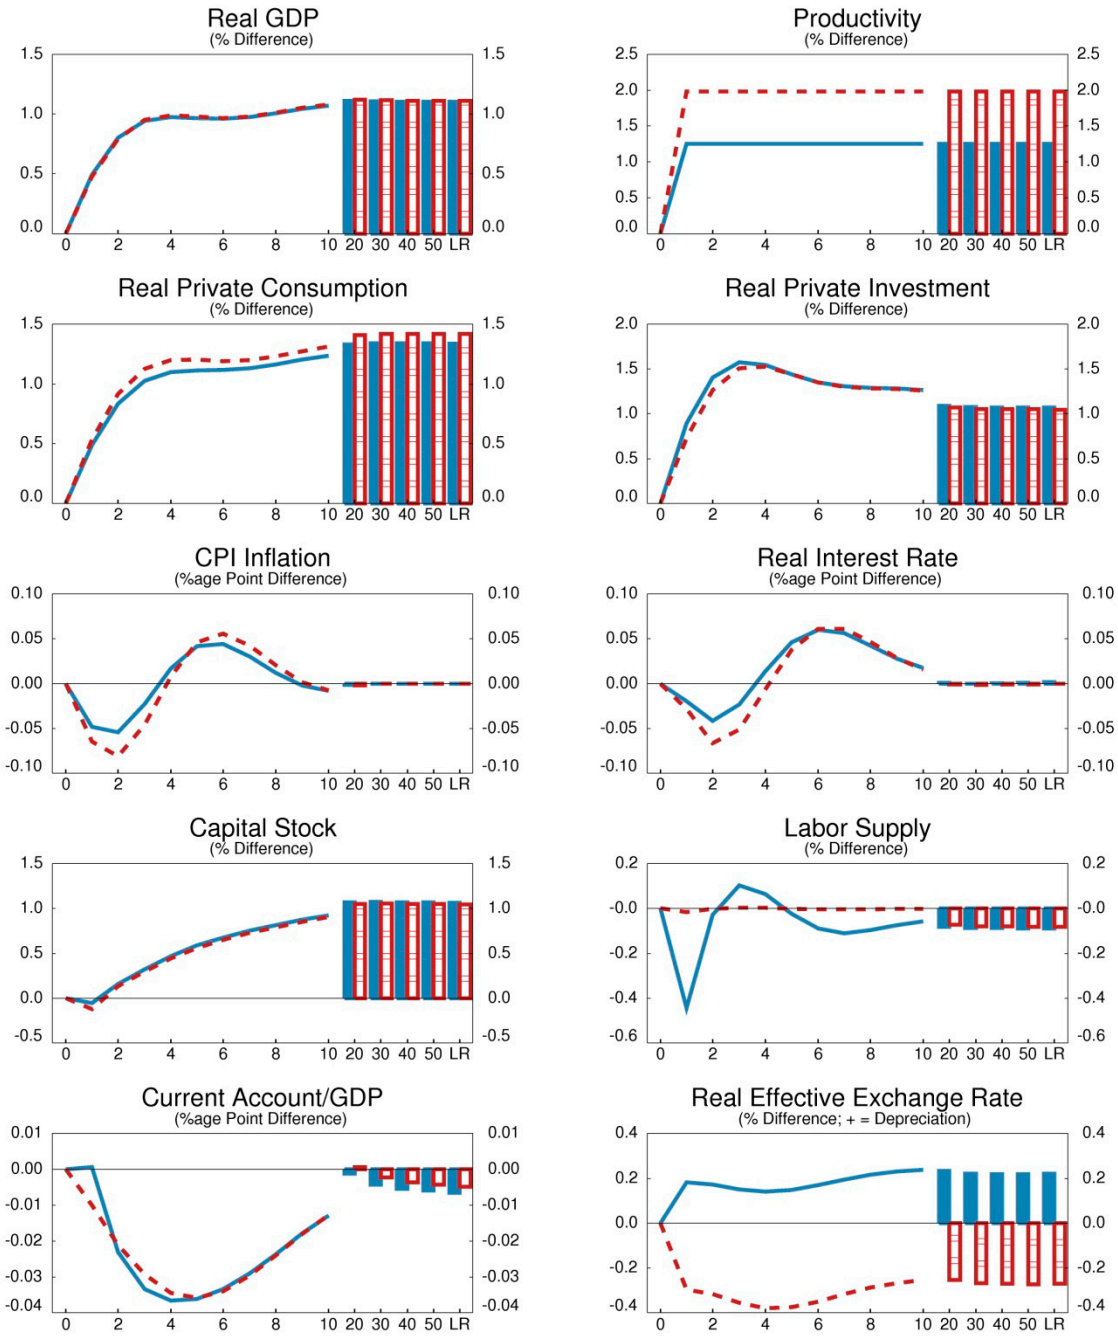 Real GDP
(% Difference)
1.5 1.5
1.0 1.0
0.5 0.5
0.0 0.0
0 2 4 6 8 10 20 30 40 50 LR
Productivity
(% Difference)
2.5 2.5
2.0 2.0
1.5 1.5
1.0 1.0
0.5 0.5
0.0 0.0
0 2 4 6 8 10 20 30 40 50 LR
Real Private Consumption
(% Difference)
1.5 1.5
1.0 1.0
0.5 0.5
0.0 0.0
0 2 4 6 8 10 20 30 40 50 LR
Real Private Investment
(% Difference)
2.0 2.0
1.5 1.5
1.0 1.0
0.5 0.5
0.0 0.0
0 2 4 6 8 10 20 30 40 50 LR
CPI Inflation
(%age Point Difference)
0.10 0.10
0.05 0.05
0.00 0.00
-0.05 -0.05
-0.10 -0.10
0 2 4 6 8 10 20 30 40 50 LR
Real Interest Rate
(%age Point Difference)
0.10 0.10
0.05 0.05
0.00 0.00
-0.05 -0.05
-0.10 -0.10
0 2 4 6 8 10 20 30 40 50 LR
Capital Stock
(% Difference)
1.5 1.5
1.0 1.0
0.5 0.5
0.0 0.0
-0.5 -0.5
0 2 4 6 8 10 20 30 40 50 LR
Labor Supply
(% Difference)
0.2 0.2
-0.0 -0.0
-0.2 -0.2
-0.4 -0.4
-0.6 -0.6
0 2 4 6 8 10 20 30 40 50 LR
Current Account/GDP
(%age Point Difference)
0.01 0.01
0.00 0.00
-0.01 -0.01
-0.02 -0.02
-0.03 -0.03
-0.04 -0.04
0 2 4 6 8 10 20 30 40 50 LR
Real Effective Exchange Rate
(% Difference; + = Depreciation)
0.4 0.4
0.2 0.2
0.0 0.0
-0.2 -0.2
-0.4 -0.4
0 2 4 6 8 10 20 30 40 50 LR